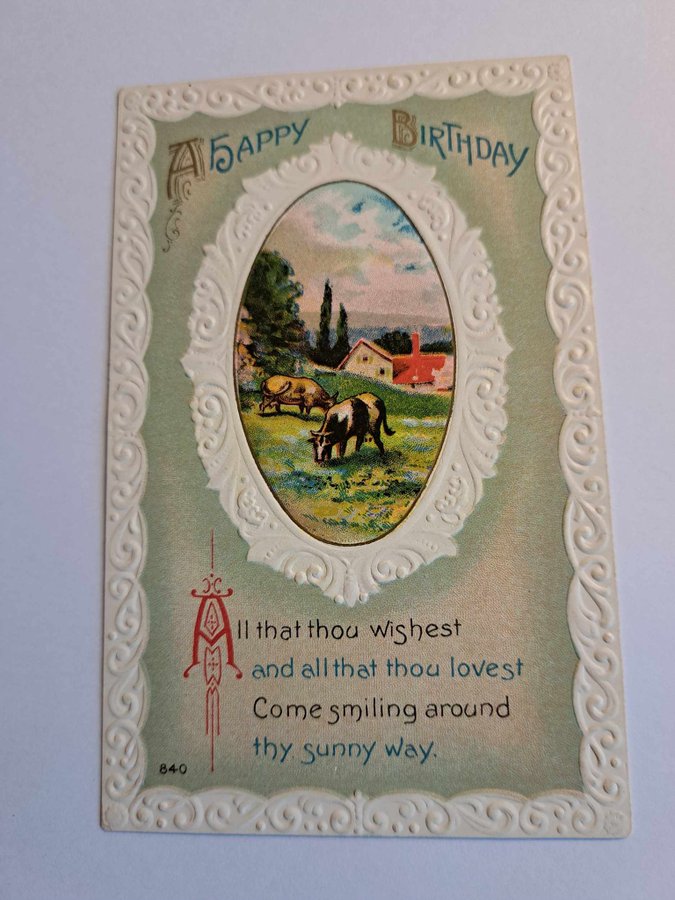 A HAPPY BIRTHDAY
All that thou wishest
and all that thou lovest
Come smiling around
thy sunny way.
840